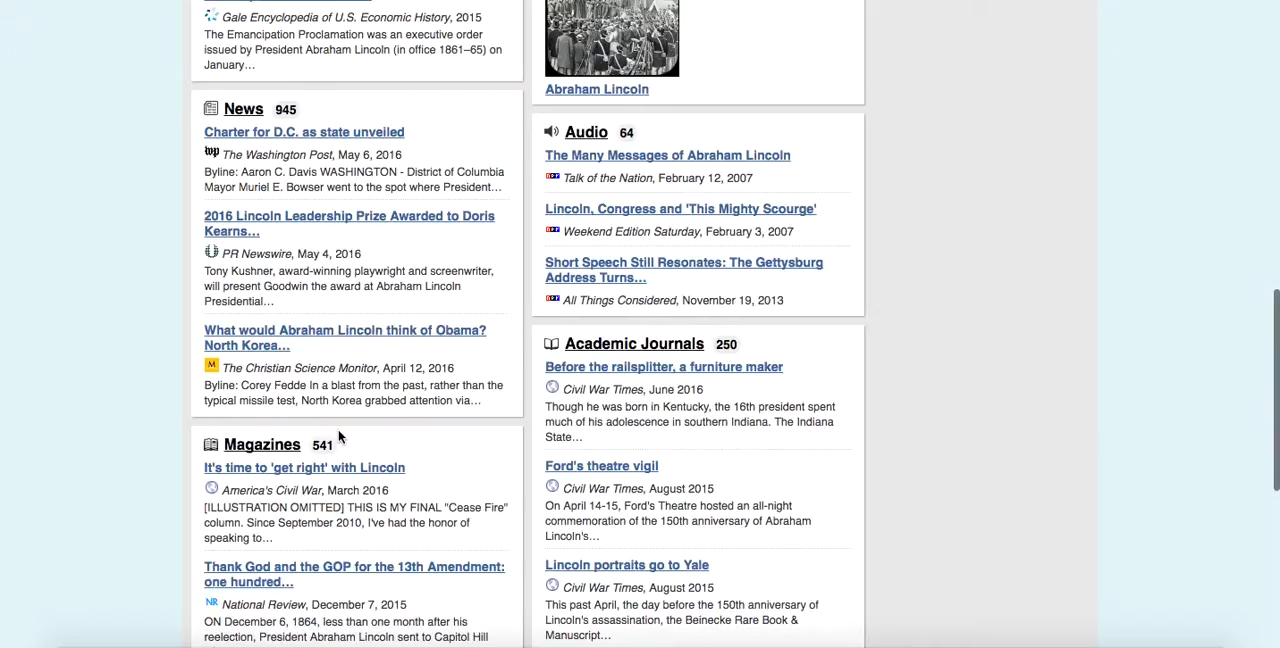 Gale Encyclopedia of U.S. Economic History, 2015
The Emancipation Proclamation was an executive order
issued by President Abraham Lincoln (in office 1861–65) on
January…
News 945
Charter for D.C. as state unveiled
wp The Washington Post, May 6, 2016
Byline: Aaron C. Davis WASHINGTON - District of Columbia
Mayor Muriel E. Bowser went to the spot where President…
2016 Lincoln Leadership Prize Awarded to Doris
Kearns…
PR Newswire, May 4, 2016
Tony Kushner, award-winning playwright and screenwriter,
will present Goodwin the award at Abraham Lincoln
Presidential…
What would Abraham Lincoln think of Obama?
North Korea…
M The Christian Science Monitor, April 12, 2016
Byline: Corey Fedde In a blast from the past, rather than the
typical missile test, North Korea grabbed attention via…
Magazines 541
It's time to 'get right' with Lincoln
America's Civil War, March 2016
[ILLUSTRATION OMITTED] THIS IS MY FINAL "Cease Fire"
column. Since September 2010, I've had the honor of
speaking to…
Thank God and the GOP for the 13th Amendment:
one hundred…
NR National Review, December 7, 2015
ON December 6, 1864, less than one month after his
reelection, President Abraham Lincoln sent to Capitol Hill
Abraham Lincoln
Audio 64
The Many Messages of Abraham Lincoln
npr Talk of the Nation, February 12, 2007
Lincoln, Congress and 'This Mighty Scourge'
npr Weekend Edition Saturday, February 3, 2007
Short Speech Still Resonates: The Gettysburg
Address Turns…
npr All Things Considered, November 19, 2013
Academic Journals 250
Before the railsplitter, a furniture maker
Civil War Times, June 2016
Though he was born in Kentucky, the 16th president spent
much of his adolescence in southern Indiana. The Indiana
State…
Ford's theatre vigil
Civil War Times, August 2015
On April 14-15, Ford's Theatre hosted an all-night
commemoration of the 150th anniversary of Abraham
Lincoln's…
Lincoln portraits go to Yale
Civil War Times, August 2015
This past April, the day before the 150th anniversary of
Lincoln's assassination, the Beinecke Rare Book &
Manuscript…